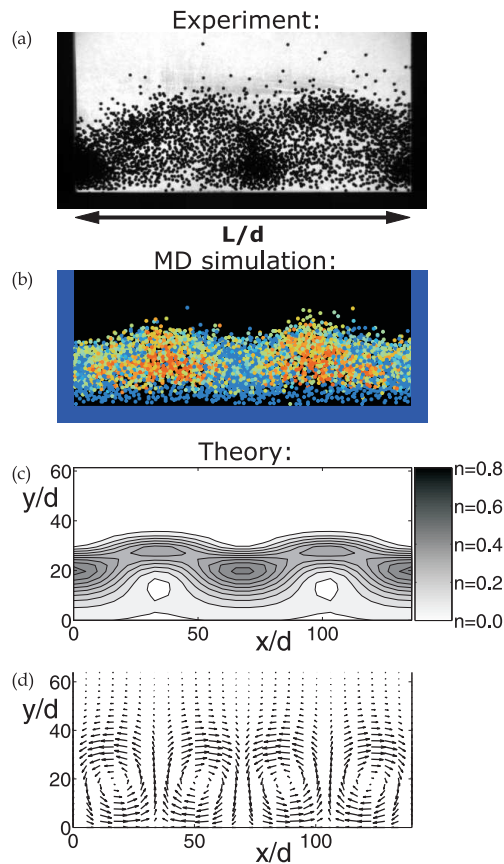 Experiment:
(a)
L/d
MD simulation:
(b)
Theory:
(c)
y/d
60
40
20
0
0
50
100
x/d
n=0.8
n=0.6
n=0.4
n=0.2
n=0.0
(d)
y/d
60
40
20
0
0
50
100
x/d